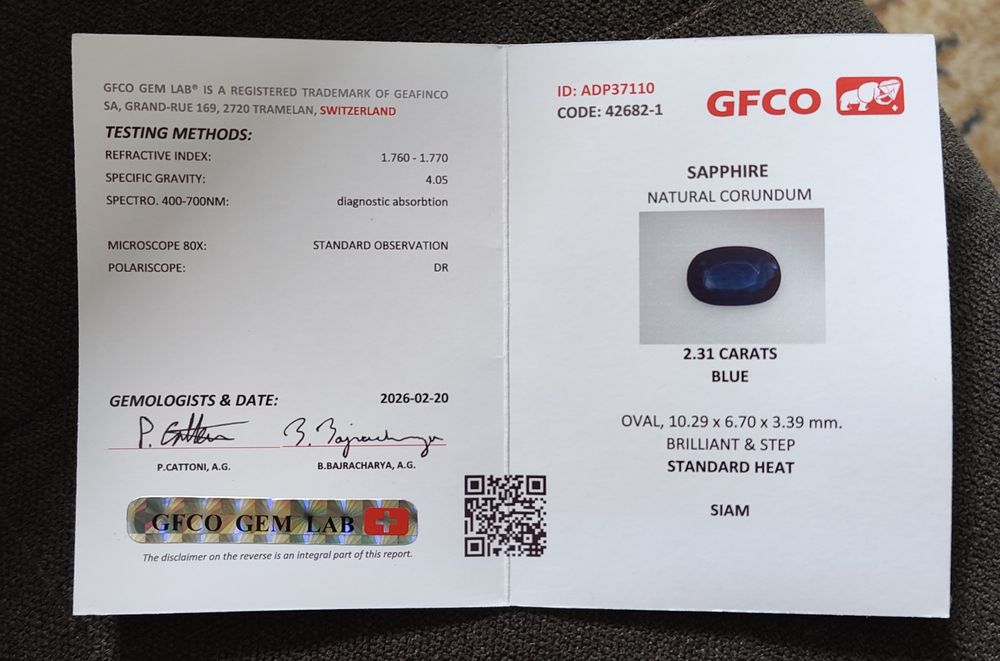 GFCO GEM LAB® IS A REGISTERED TRADEMARK OF GEAFINCO
SA, GRAND-RUE 169, 2720 TRAMELAN, SWITZERLAND
TESTING METHODS:
REFRACTIVE INDEX: 1.760 - 1.770
SPECIFIC GRAVITY: 4.05
SPECTRO. 400-700NM: diagnostic absorbtion
MICROSCOPE 80X: STANDARD OBSERVATION
POLARISCOPE: DR
GEMOLOGISTS & DATE: 2026-02-20
P. Cattoni B. Bajracharya
P.CATTONI, A.G. B.BAJRACHARYA, A.G.
GFCO GEM LAB
The disclaimer on the reverse is an integral part of this report.
ID: ADP37110
CODE: 42682-1
GFCO
SAPPHIRE
NATURAL CORUNDUM
2.31 CARATS
BLUE
OVAL, 10.29 x 6.70 x 3.39 mm.
BRILLIANT & STEP
STANDARD HEAT
SIAM